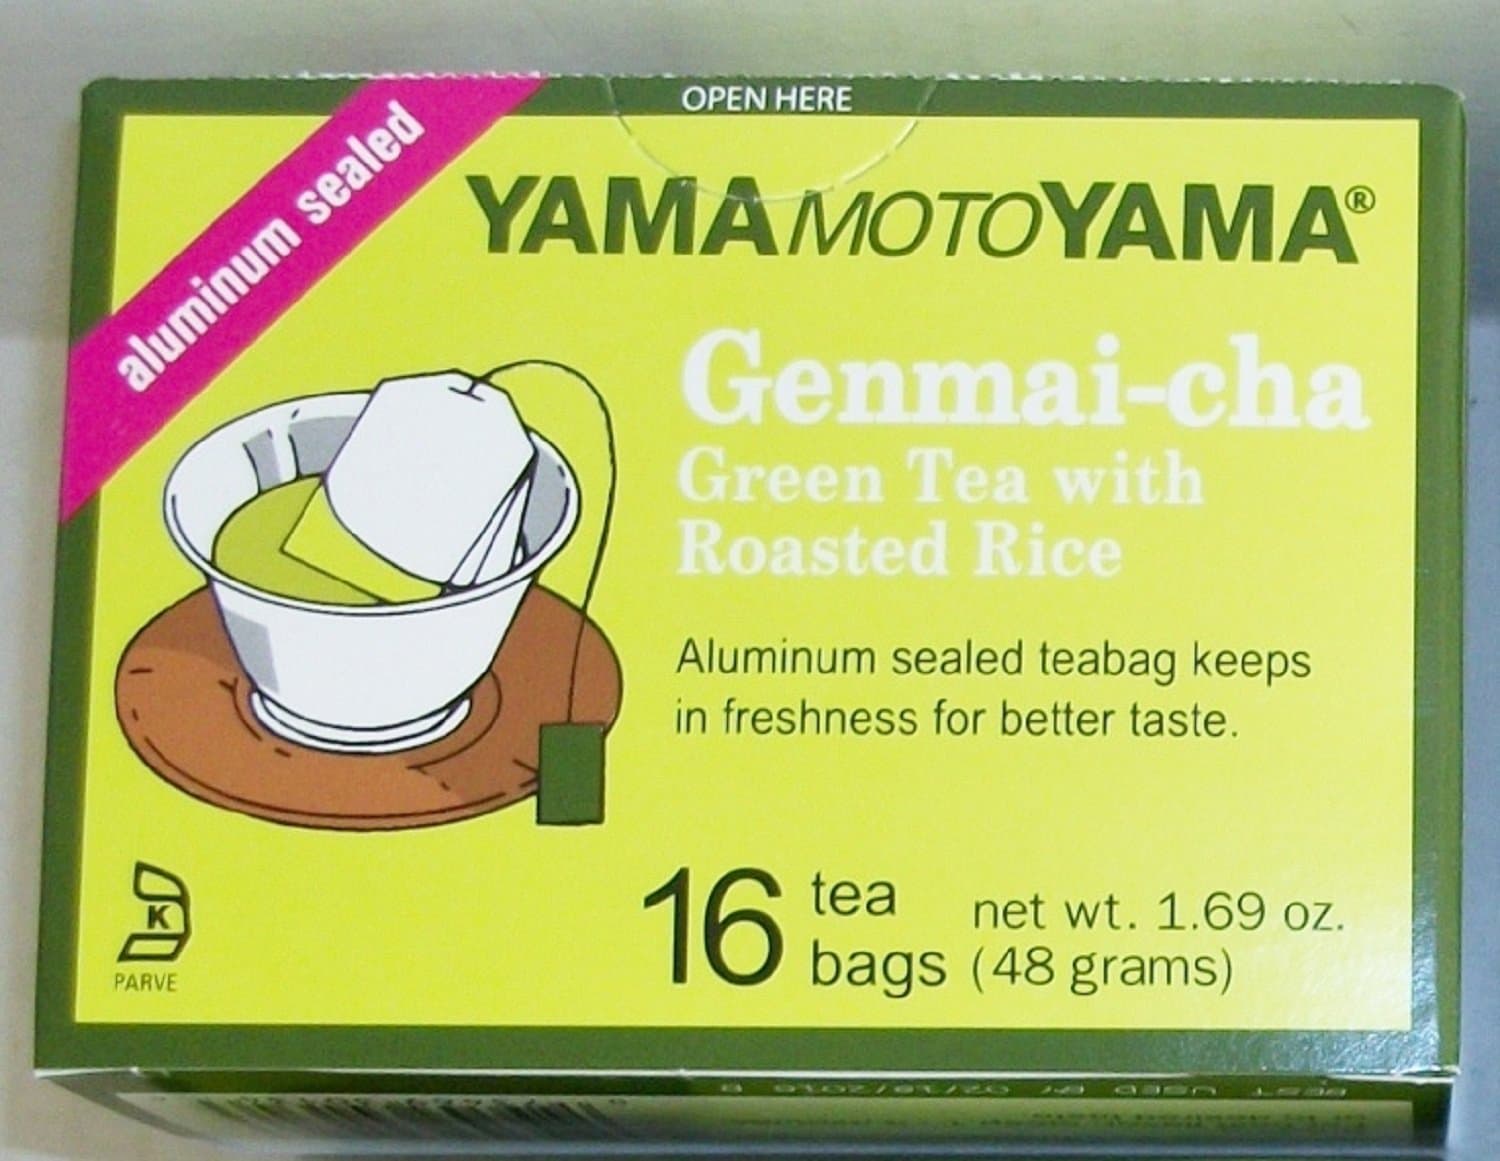 OPEN HERE
aluminum sealed
YAMAMOTOYAMA®
Genmai-cha
Green Tea with
Roasted Rice
Aluminum sealed teabag keeps
in freshness for better taste.
16 tea bags
net wt. 1.69 oz.
(48 grams)
K
PARVE